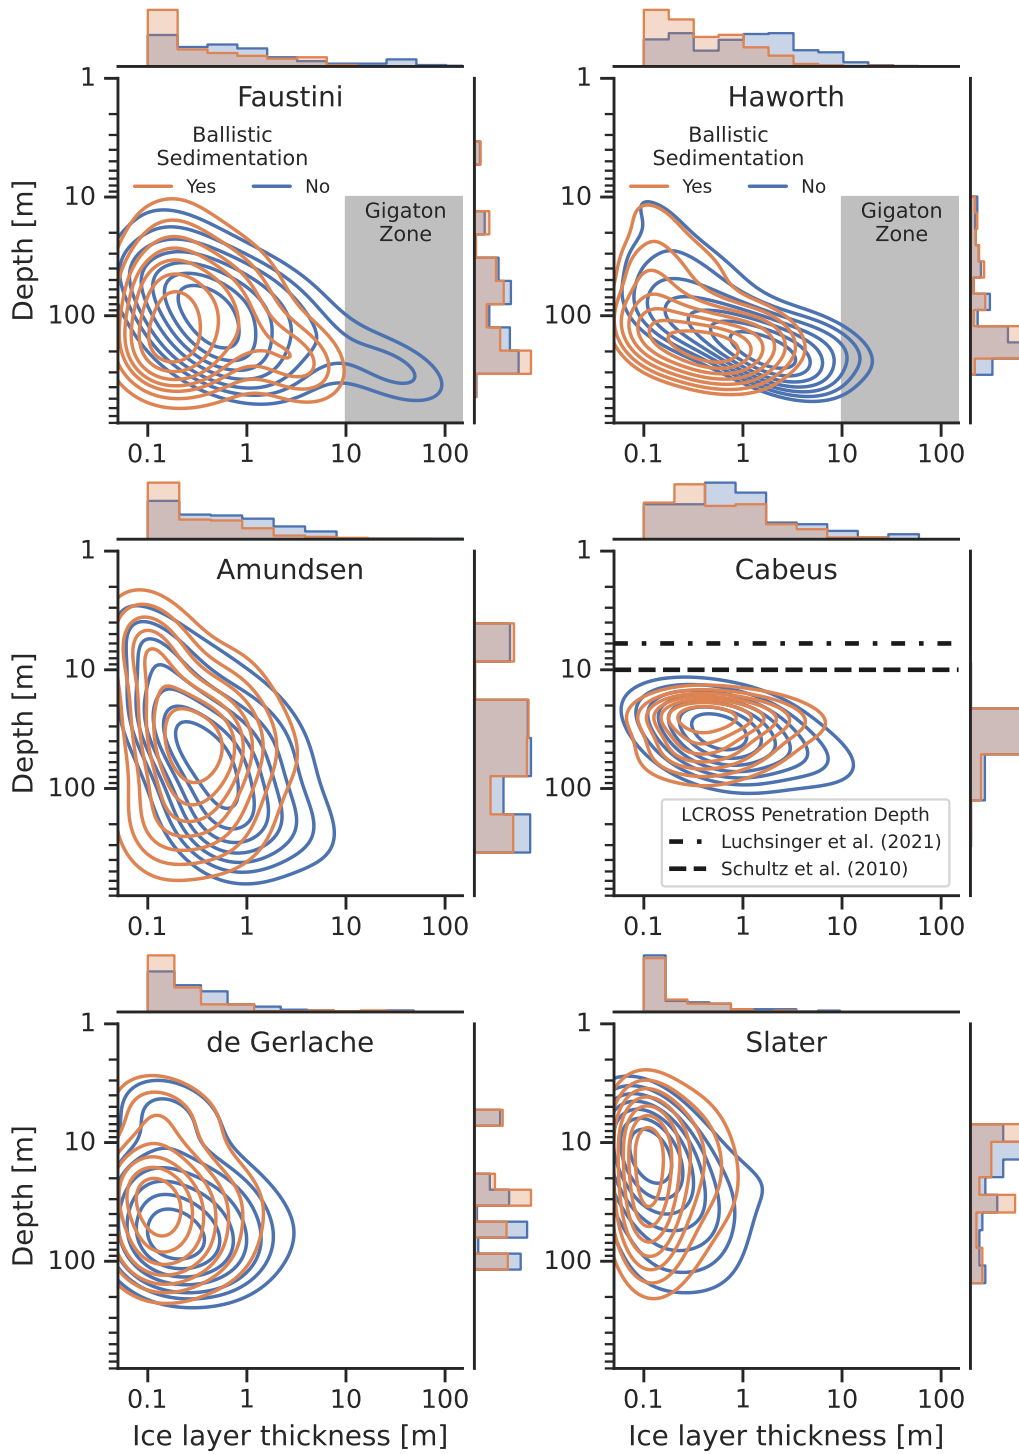 Faustini
Ballistic
Sedimentation
Yes No
Gigaton
Zone
Depth [m]
1
10
100
0.1 1 10 100
Haworth
Ballistic
Sedimentation
Yes No
Gigaton
Zone
1
10
100
0.1 1 10 100
Amundsen
Depth [m]
1
10
100
0.1 1 10 100
Cabeus
1
10
100
LCROSS Penetration Depth
Luchsinger et al. (2021)
Schultz et al. (2010)
0.1 1 10 100
de Gerlache
Depth [m]
1
10
100
0.1 1 10 100
Ice layer thickness [m]
Slater
1
10
100
0.1 1 10 100
Ice layer thickness [m]